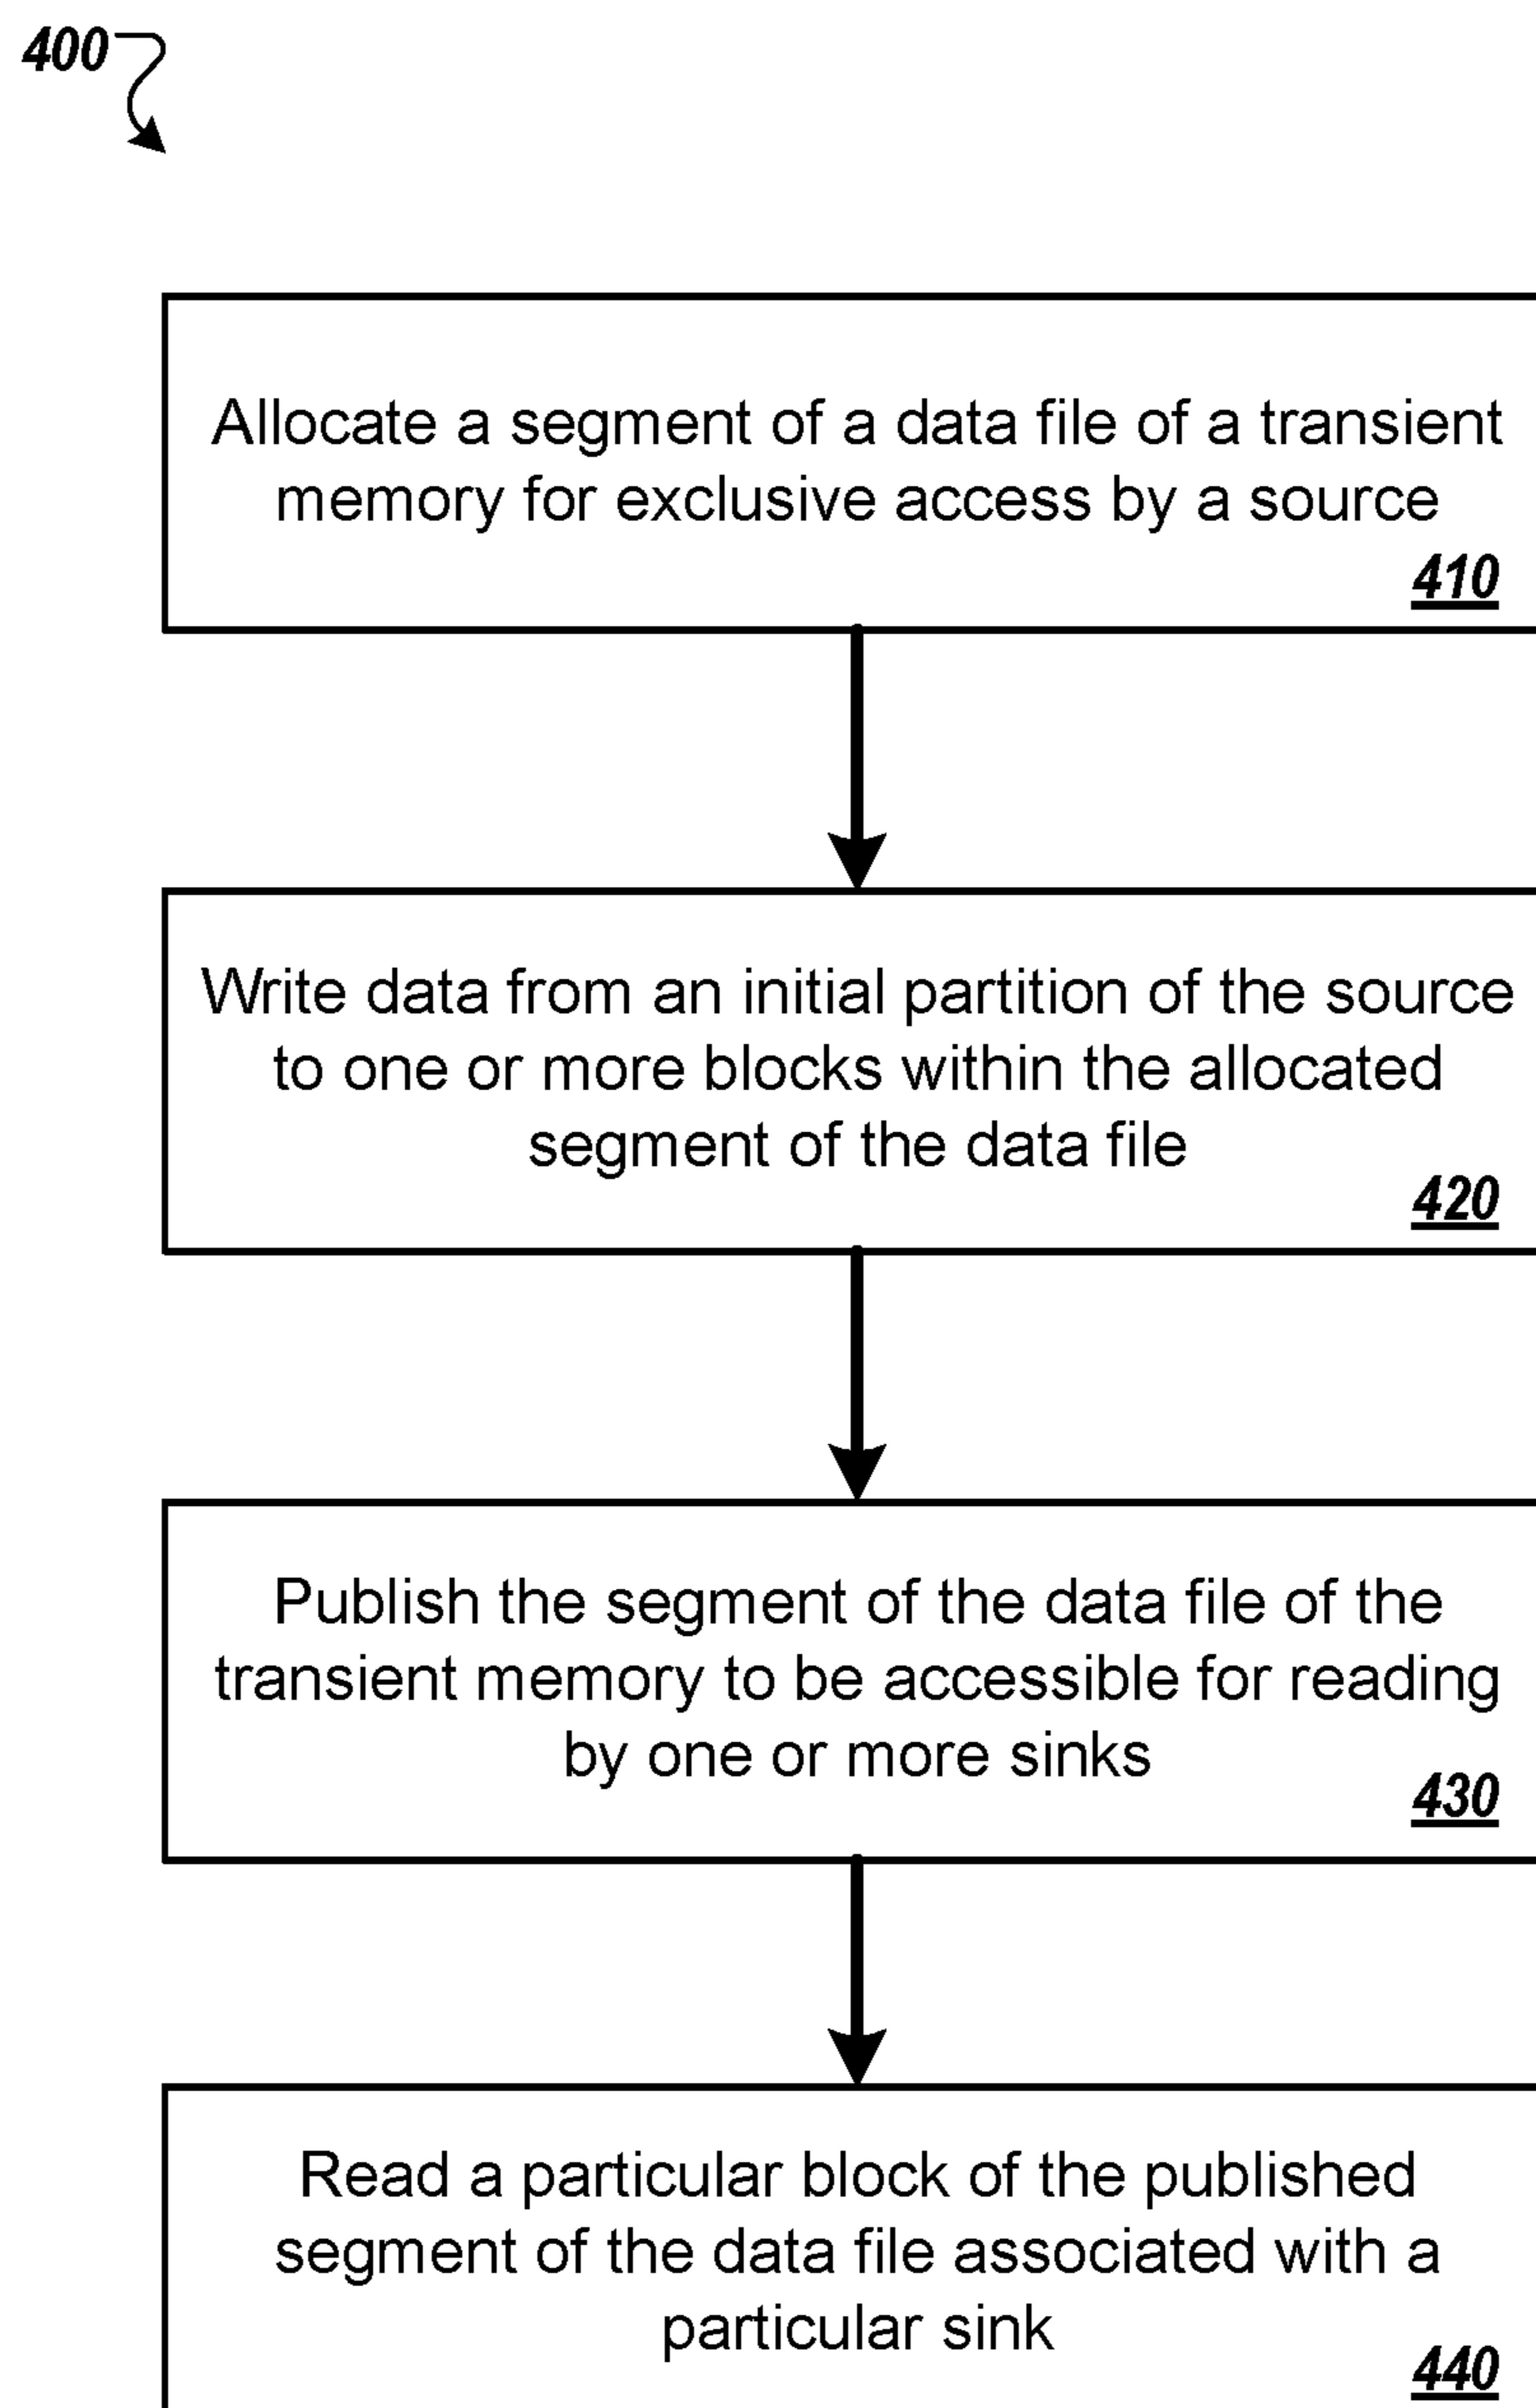 400
Allocate a segment of a data file of a transient
memory for exclusive access by a source
410
Write data from an initial partition of the source
to one or more blocks within the allocated
segment of the data file
420
Publish the segment of the data file of the
transient memory to be accessible for reading
by one or more sinks
430
Read a particular block of the published
segment of the data file associated with a
particular sink
440